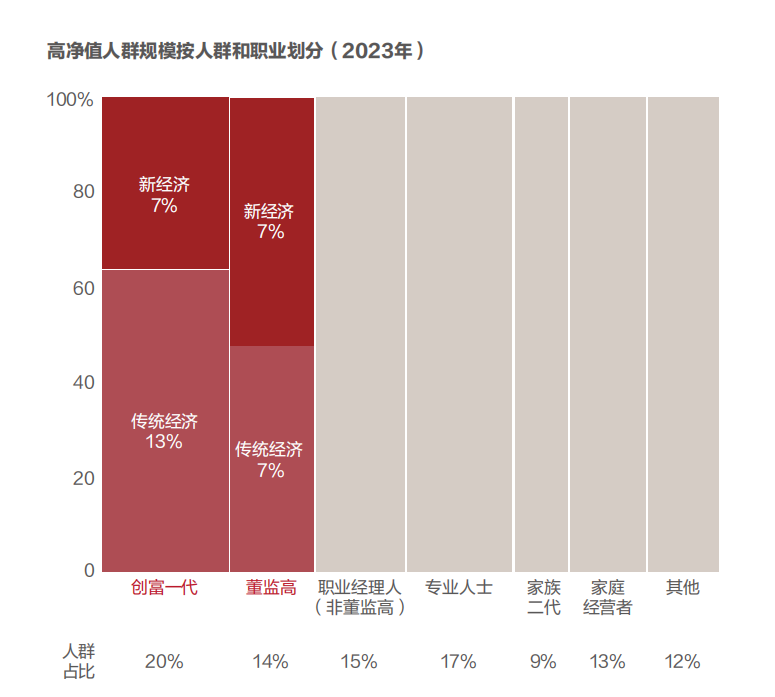 高净值人群规模按人群和职业划分（2023年）
100%
80
60
40
20
0
新经济
7%
新经济
7%
传统经济
13%
传统经济
7%
创富一代 董监高 职业经理人 专业人士 家族 家庭 其他
（非董监高） 二代 经营者
人群
占比
20% 14% 15% 17% 9% 13% 12%